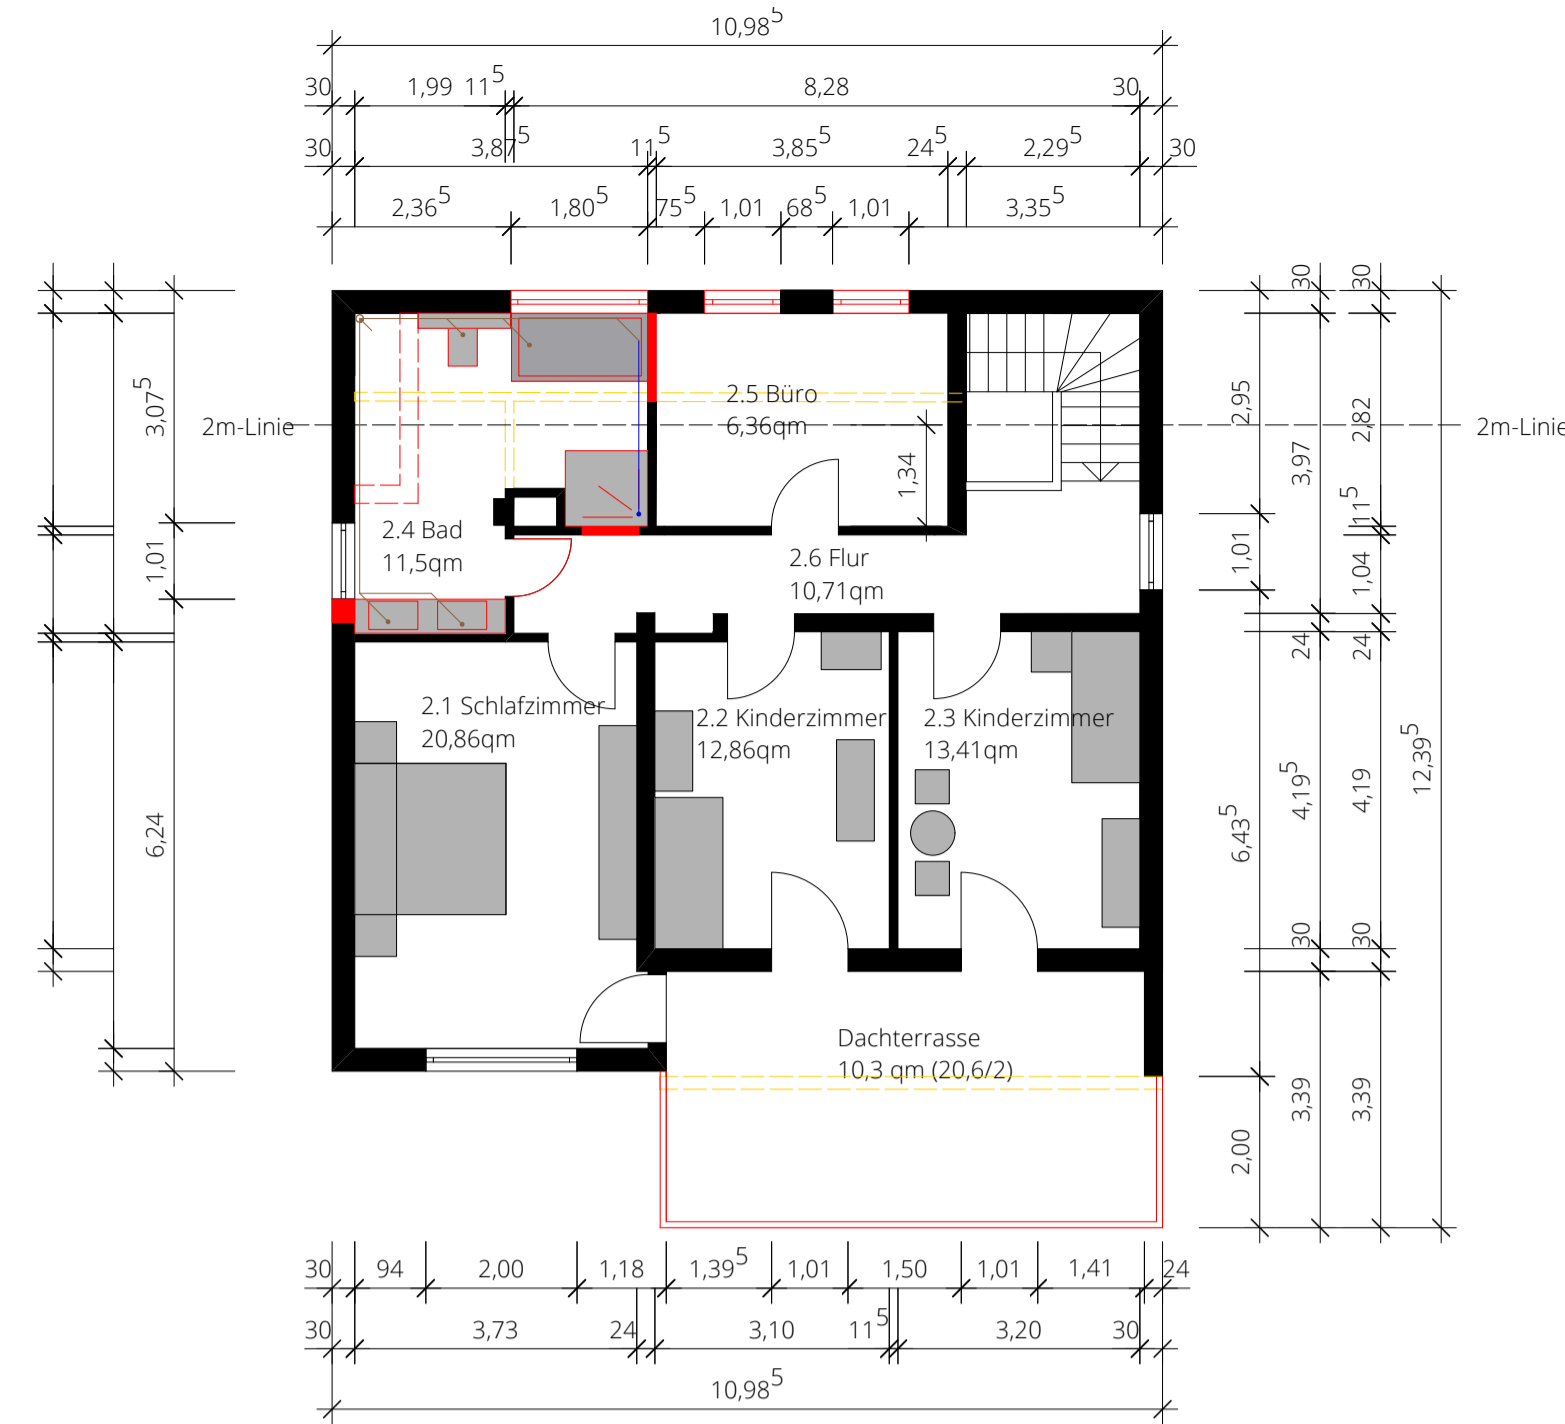 10,98⁵
30 1,99 11⁵ 8,28 30
30 3,87⁵ 11⁵ 3,85⁵ 24⁵ 2,29⁵ 30
2,36⁵ 1,80⁵ 75⁵ 1,01 68⁵ 1,01 3,35⁵
3,07⁵
1,01
6,24
2m-Linie
2m-Linie
2.5 Büro
6,36qm
1,34
2.4 Bad
11,5qm
2.6 Flur
10,71qm
2.1 Schlafzimmer
20,86qm
2.2 Kinderzimmer
12,86qm
2.3 Kinderzimmer
13,41qm
Dachterrasse
10,3 qm (20,6/2)
2,95
1,01
6,43⁵
2,00
30
3,97
24
4,19⁵
30
3,39
30
2,82
11⁵
1,04
24
4,19
30
3,39
12,39⁵
30 94 2,00 1,18 1,39⁵ 1,01 1,50 1,01 1,41 24
30 3,73 24 3,10 11⁵ 3,20 30
10,98⁵